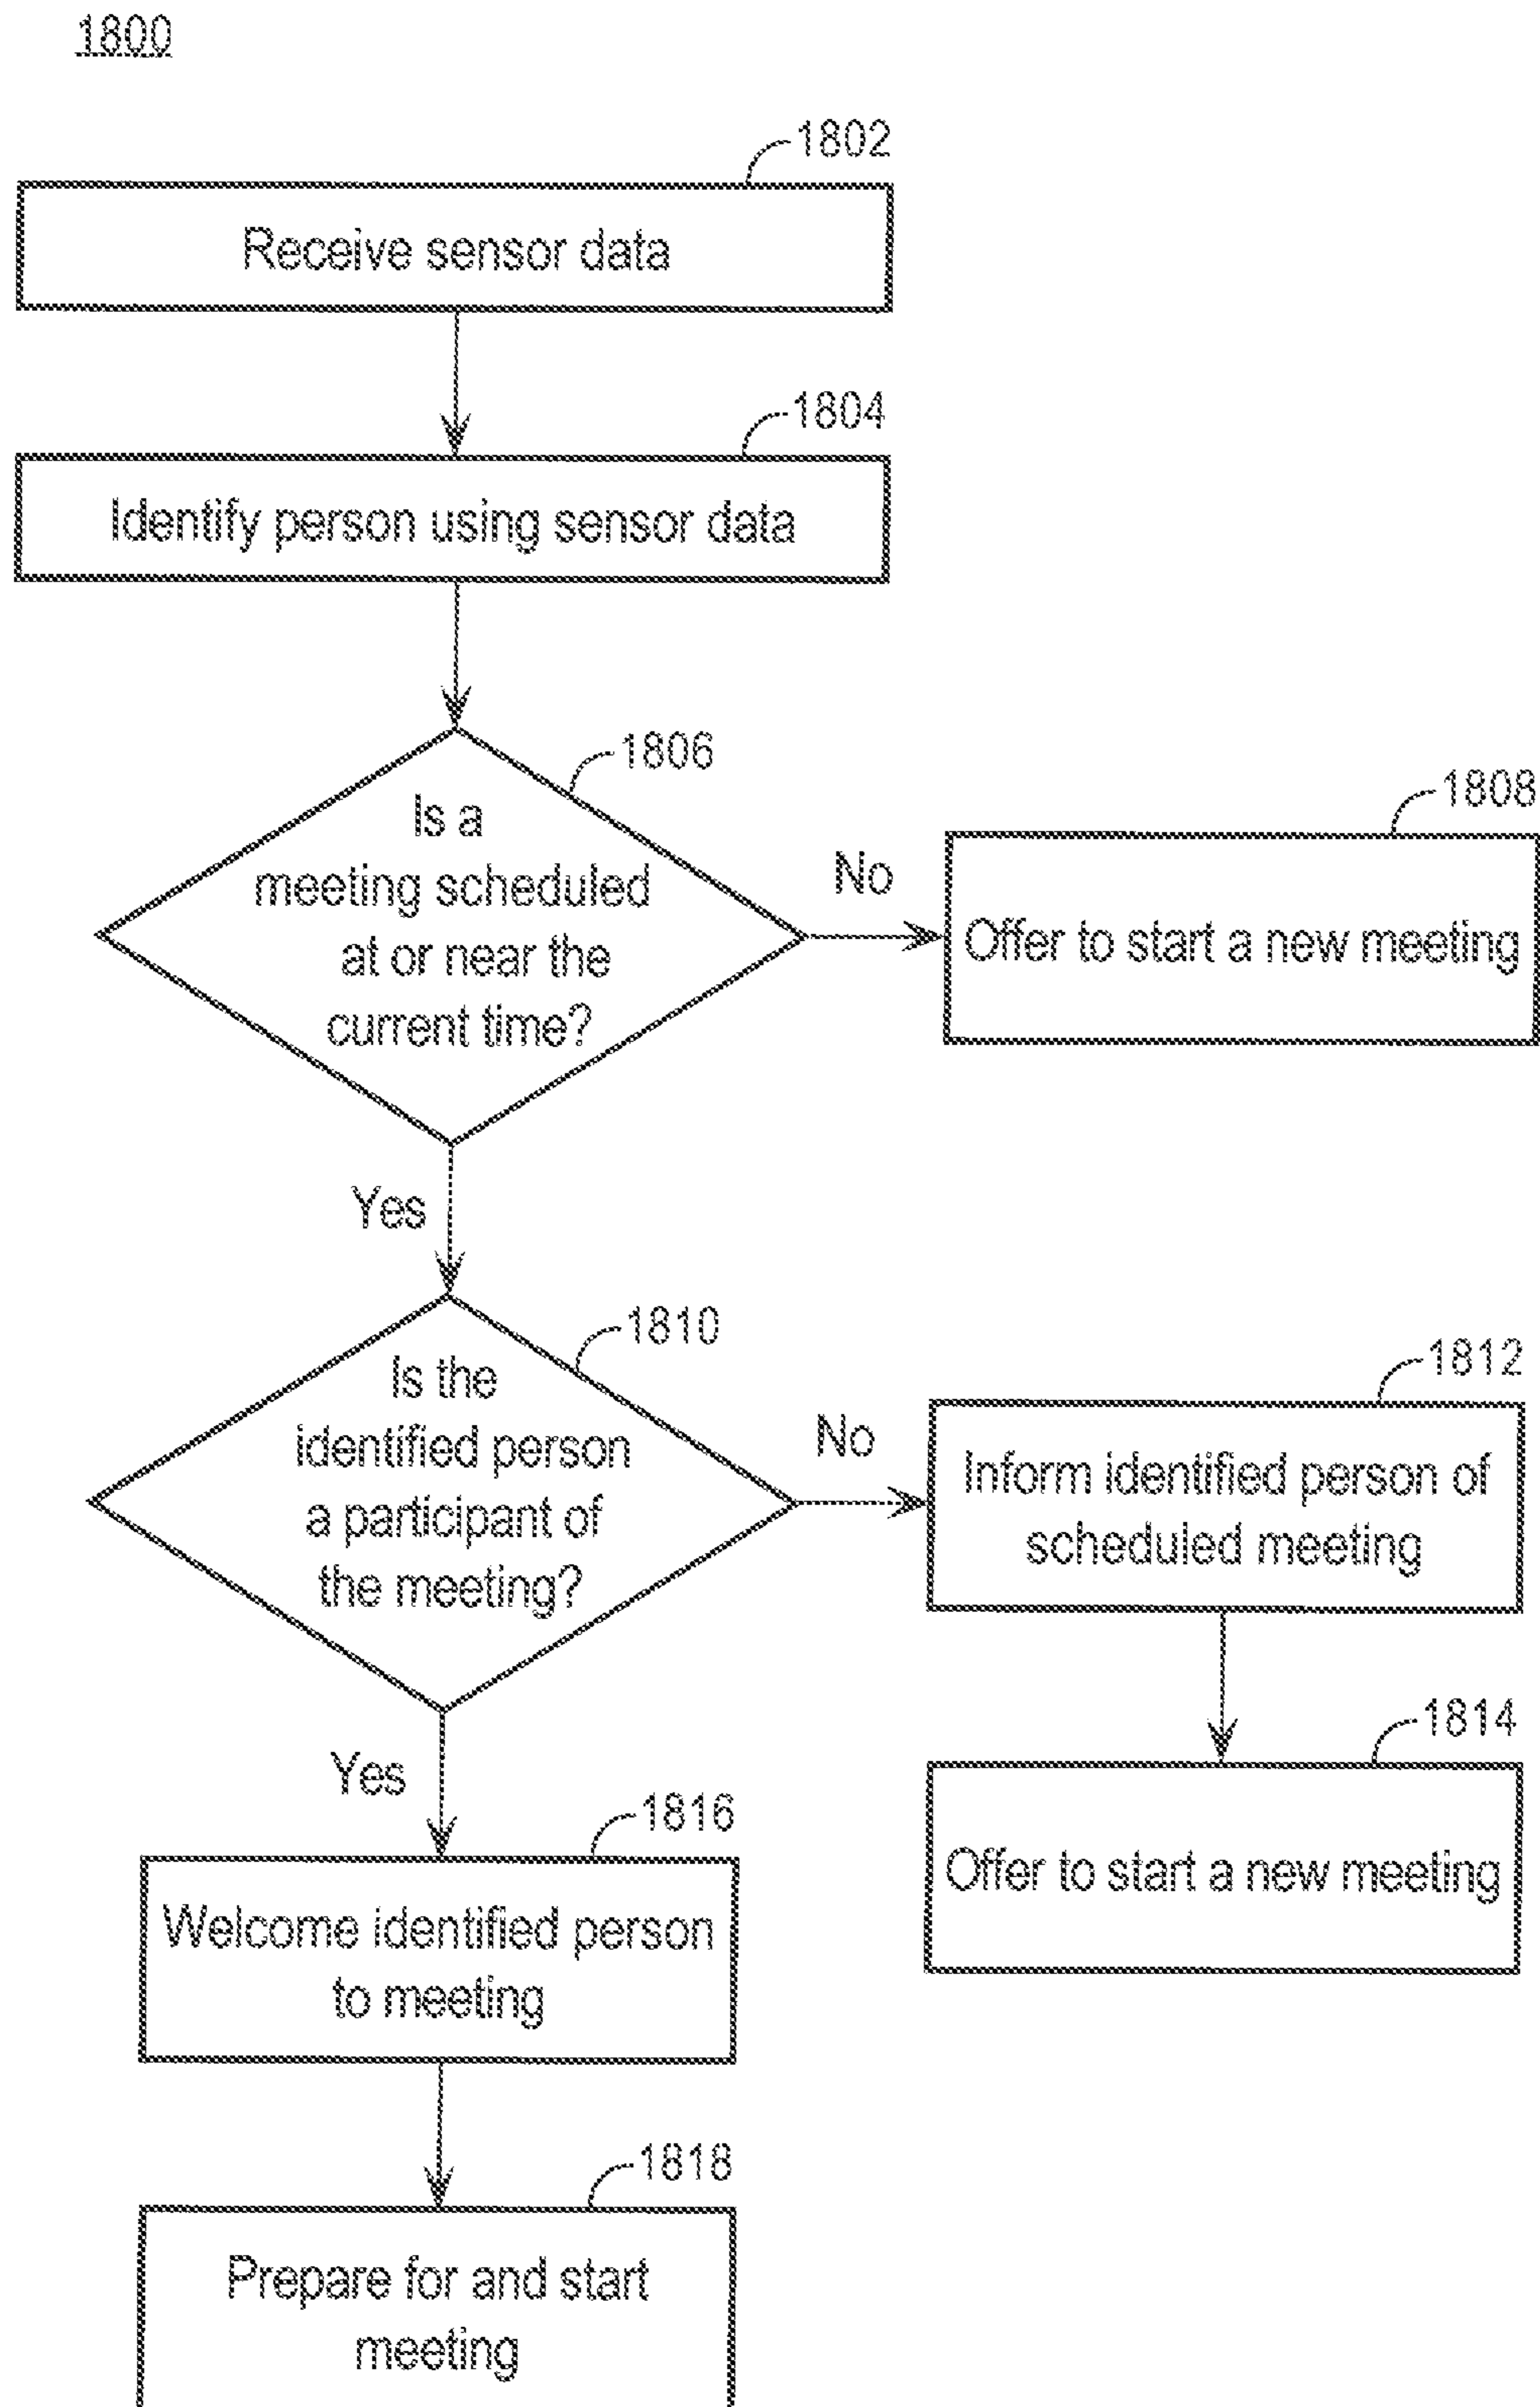 1800
1802
Receive sensor data
1804
Identify person using sensor data
1806
Is a
meeting scheduled
at or near the
current time?
No
1808
Offer to start a new meeting
Yes
1810
Is the
identified person
a participant of
the meeting?
No
1812
Inform identified person of
scheduled meeting
1814
Offer to start a new meeting
Yes
1816
Welcome identified person
to meeting
1818
Prepare for and start
meeting